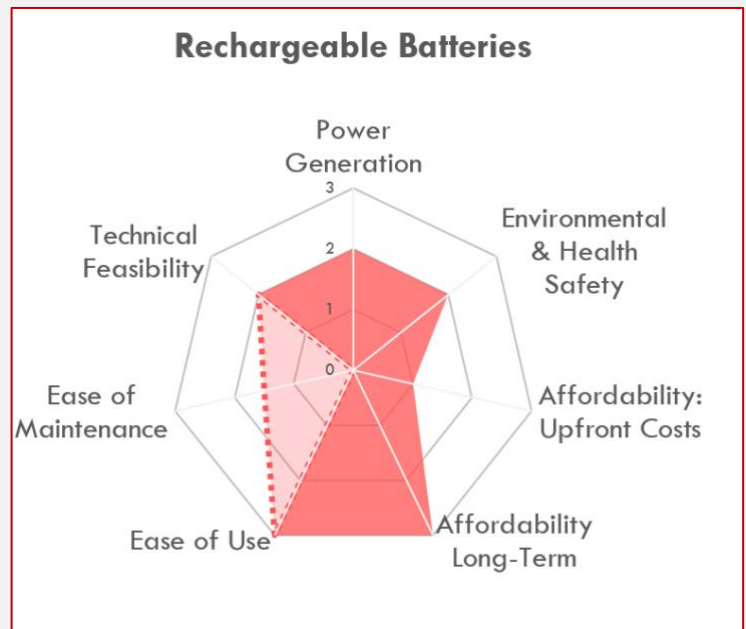 Rechargeable Batteries
Power
Generation
3
2
1
0
Environmental
& Health
Safety
Affordability:
Upfront Costs
Affordability
Long-Term
Ease of Use
Ease of
Maintenance
Technical
Feasibility